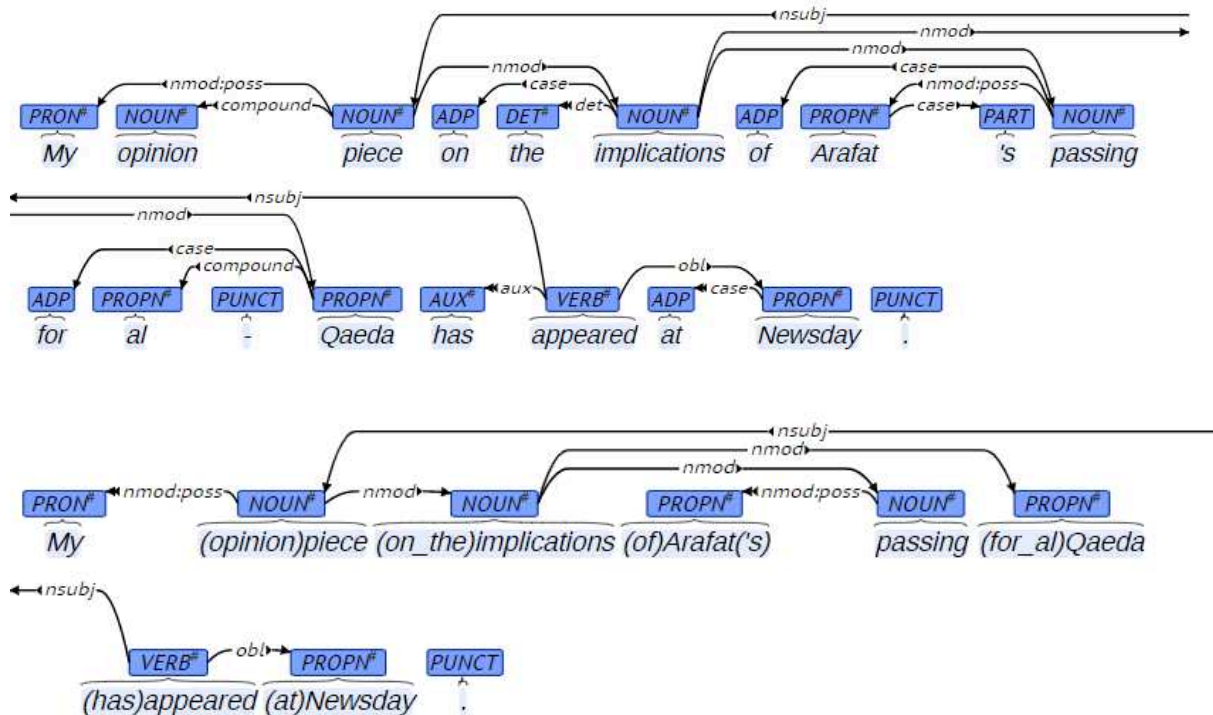 nsubj
nmod
nmod
nmod case case
nmod:poss compound case det nmod:poss case
PRON# NOUN# NOUN# ADP DET# NOUN# ADP PROPN# PART NOUN#
My opinion piece on the implications of Arafat 's passing
nsubj
nmod
case obl
compound aux case
ADP PROPN# PUNCT PROPN# AUX# VERB# ADP PROPN# PUNCT
for al - Qaeda has appeared at Newsday .
nsubj
nmod
nmod
nmod:poss nmod nmod:poss
PRON# NOUN# NOUN# PROPN# NOUN# PROPN#
My (opinion)piece (on_the)implications (of)Arafat('s) passing (for_al)Qaeda
nsubj
obl
VERB# PROPN# PUNCT
(has)appeared (at)Newsday .